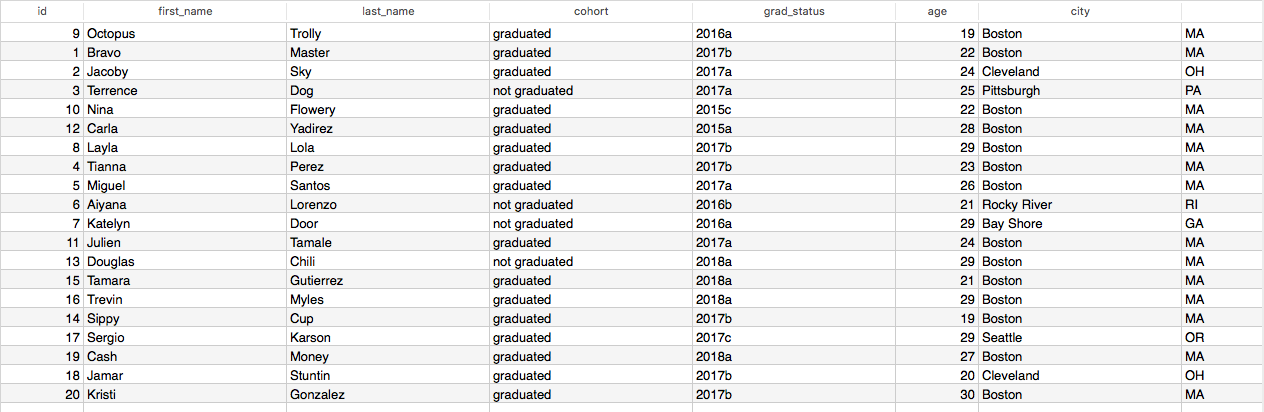 id first_name last_name cohort grad_status age city
9 Octopus Trolly graduated 2016a 19 Boston MA
1 Bravo Master graduated 2017b 22 Boston MA
2 Jacoby Sky graduated 2017a 24 Cleveland OH
3 Terrence Dog not graduated 2017a 25 Pittsburgh PA
10 Nina Flowery graduated 2015c 22 Boston MA
12 Carla Yadirez graduated 2015a 28 Boston MA
8 Layla Lola graduated 2017b 29 Boston MA
4 Tianna Perez graduated 2017b 23 Boston MA
5 Miguel Santos graduated 2017a 26 Boston MA
6 Aiyana Lorenzo not graduated 2016b 21 Rocky River RI
7 Katelyn Door not graduated 2016a 29 Bay Shore GA
11 Julien Tamale graduated 2017a 24 Boston MA
13 Douglas Chili not graduated 2018a 29 Boston MA
15 Tamara Gutierrez graduated 2018a 21 Boston MA
16 Trevin Myles graduated 2018a 29 Boston MA
14 Sippy Cup graduated 2017b 19 Boston MA
17 Sergio Karson graduated 2017c 29 Seattle OR
19 Cash Money graduated 2018a 27 Boston MA
18 Jamar Stuntin graduated 2017b 20 Cleveland OH
20 Kristi Gonzalez graduated 2017b 30 Boston MA